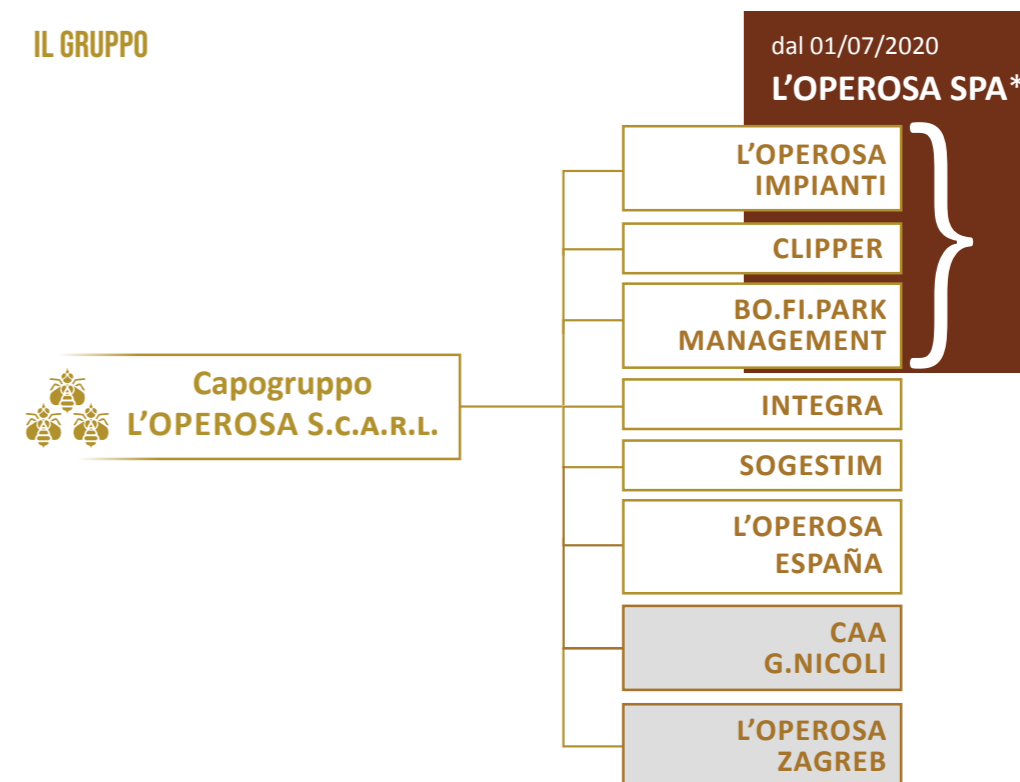 IL GRUPPO
dal 01/07/2020
L'OPEROSA SPA*
L'OPEROSA
IMPIANTI
CLIPPER
BO.FI.PARK
MANAGEMENT
Capogruppo
L'OPEROSA S.C.A.R.L.
INTEGRA
SOGESTIM
L'OPEROSA
ESPAÑA
CAA
G.NICOLI
L'OPEROSA
ZAGREB